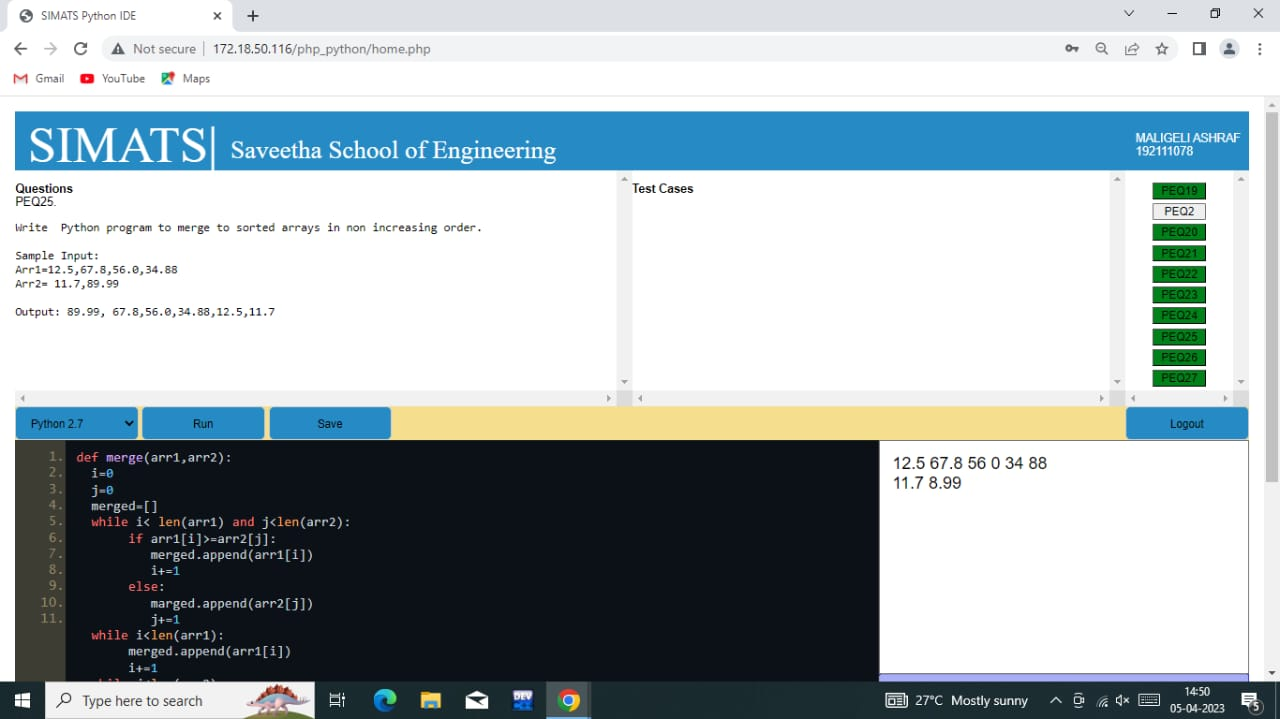 SIMATS Python IDE
Not secure
172.18.50.116/php_python/home.php
Gmail
YouTube
Maps
SIMATS| Saveetha School of Engineering
MALIGELI ASHRAF
192111078
Questions
PEQ25.
Write  Python program to merge to sorted arrays in non increasing order.
Sample Input:
Arr1=12.5,67.8,56.0,34.88
Arr2= 11.7,89.99
Output: 89.99, 67.8,56.0,34.88,12.5,11.7
Test Cases
PEQ19
PEQ2
PEQ20
PEQ21
PEQ22
PEQ23
PEQ24
PEQ25
PEQ26
PEQ27
Python 2.7
Run
Save
Logout
1. def merge(arr1,arr2):
2. i=0
3. j=0
4. merged=[]
5. while i< len(arr1) and j<len(arr2):
6. if arr1[i]>=arr2[j]:
7. merged.append(arr1[i])
8. i+=1
9. else:
10. marged.append(arr2[j])
11. j+=1
while i<len(arr1):
merged.append(arr1[i])
i+=1
12.5 67.8 56 0 34 88
11.7 8.99
Type here to search
DEV
27°C Mostly sunny
14:50
05-04-2023
5